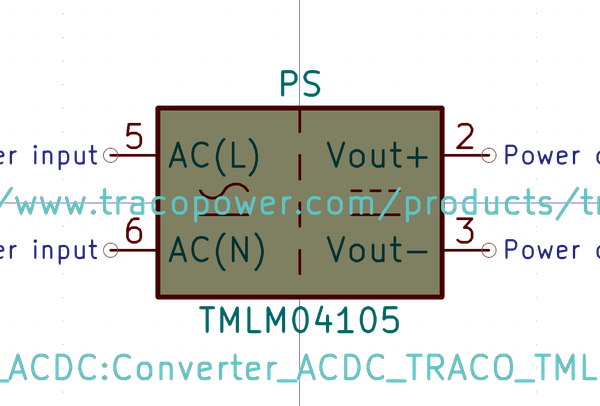 PS
5 2
er input AC(L) Vout+ Power
/www.tracopower.com/products/
6 3
er input AC(N) Vout- Power
TMLM04105
_ACDC:Converter_ACDC_TRACO_TML